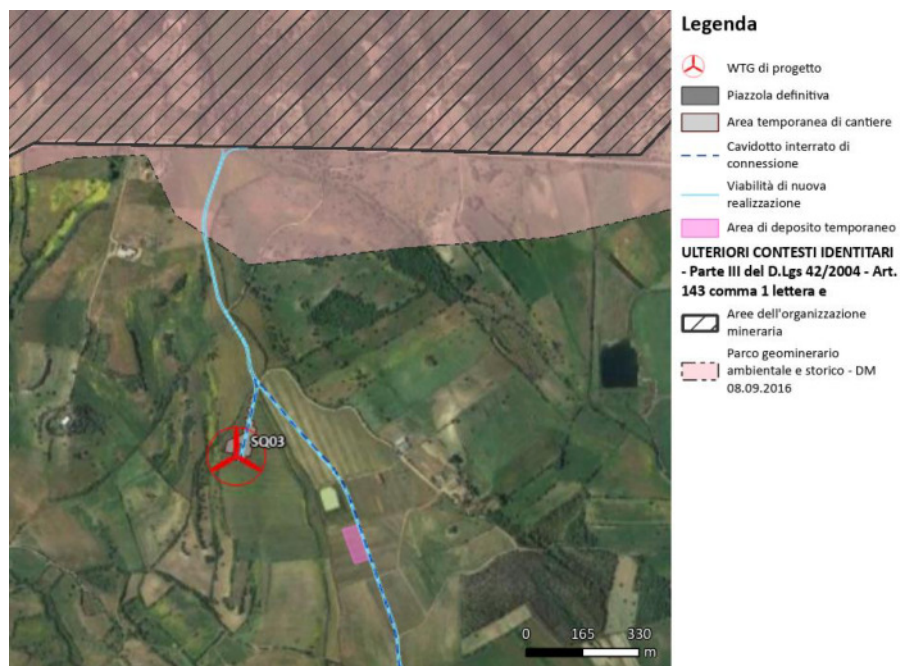 Legenda
WTG di progetto
Piazzola definitiva
Area temporanea di cantiere
Cavidotto interrato di
connessione
Viabilità di nuova
realizzazione
Area di deposito temporaneo
ULTERIORI CONTESTI IDENTITARI
- Parte III del D.Lgs 42/2004 - Art.
143 comma 1 lettera e
Aree dell'organizzazione
mineraria
Parco geominerario
ambientale e storico - DM
08.09.2016
SQ03
0 165 330
m